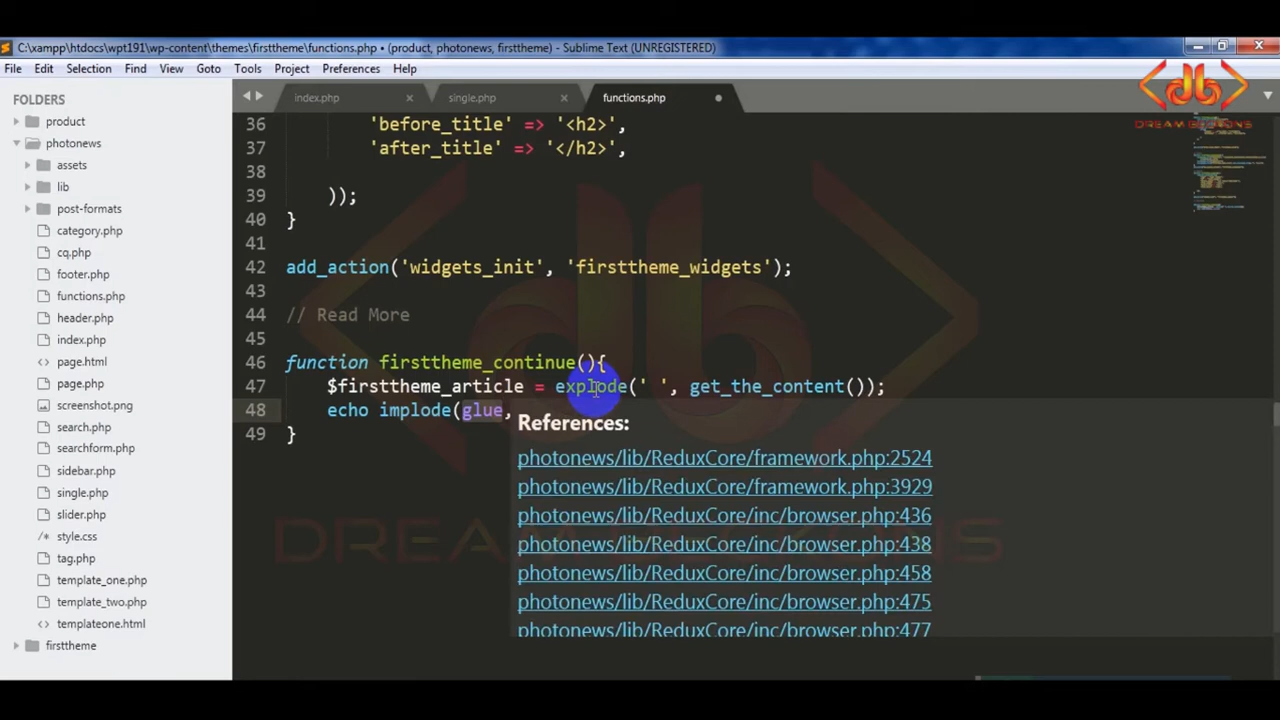 C:\xampp\htdocs\wpt191\wp-content\themes\firsttheme\functions.php • (product, photonews, firsttheme) - Sublime Text (UNREGISTERED)
File Edit Selection Find View Goto Tools Project Preferences Help
db
DREAM BUTTONS
FOLDERS
product
photonews
assets
lib
post-formats
category.php
cq.php
footer.php
functions.php
header.php
index.php
page.html
page.php
screenshot.png
search.php
searchform.php
sidebar.php
single.php
slider.php
style.css
tag.php
template_one.php
template_two.php
templateone.html
firsttheme
index.php single.php functions.php
36 'before_title' => '<h2>',
37 'after_title' => '</h2>',
38
39 ));
40 }
41
42 add_action('widgets_init', 'firsttheme_widgets');
43
44 // Read More
45
46 function firsttheme_continue(){
47 $firsttheme_article = explode(' ', get_the_content());
48 echo implode(glue,
49 }
References:
photonews/lib/ReduxCore/framework.php:2524
photonews/lib/ReduxCore/framework.php:3929
photonews/lib/ReduxCore/inc/browser.php:436
photonews/lib/ReduxCore/inc/browser.php:438
photonews/lib/ReduxCore/inc/browser.php:458
photonews/lib/ReduxCore/inc/browser.php:475
photonews/lib/ReduxCore/inc/browser.php:477